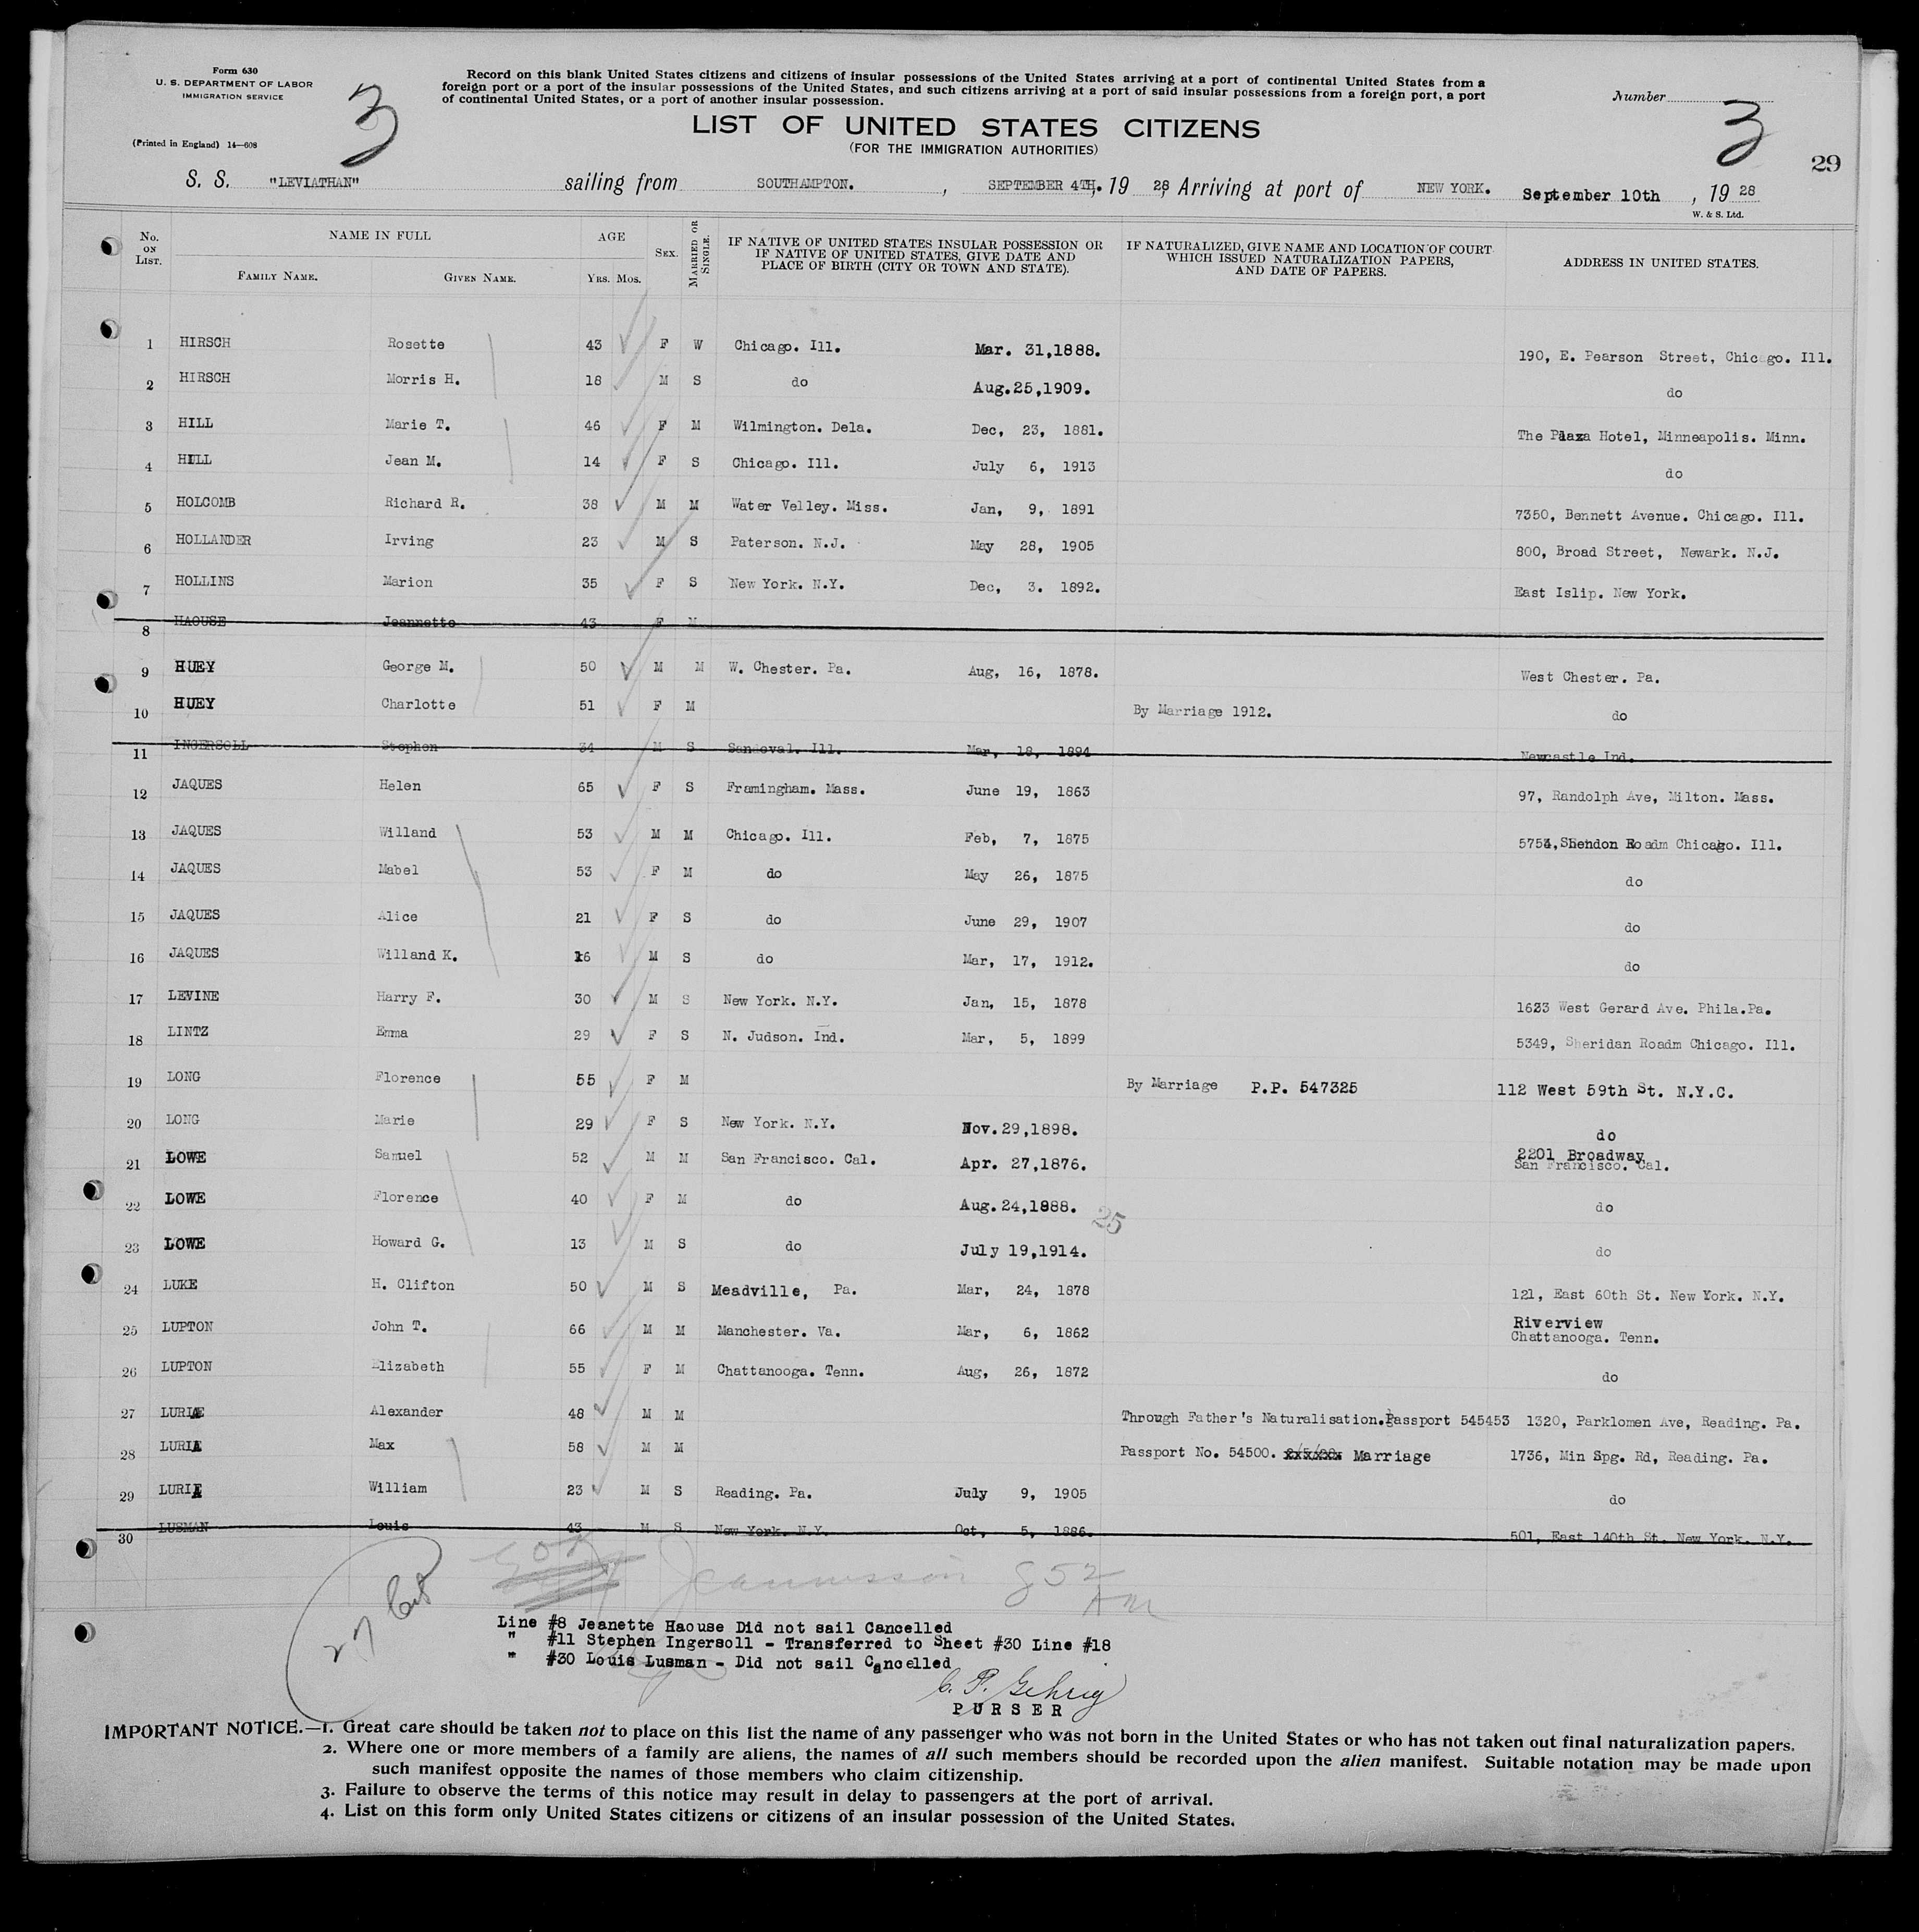 Form 630
U. S. DEPARTMENT OF LABOR
IMMIGRATION SERVICE
(Printed in England) 14—608
3
Record on this blank United States citizens and citizens of insular possessions of the United States arriving at a port of continental United States from a
foreign port or a port of the insular possessions of the United States, and such citizens arriving at a port of said insular possessions from a foreign port, a port
of continental United States, or a port of another insular possession.
Number
3
29
LIST OF UNITED STATES CITIZENS
(FOR THE IMMIGRATION AUTHORITIES)
S. S. "LEVIATHAN" sailing from SOUTHAMPTON. , SEPTEMBER 4TH. 19 28, Arriving at port of NEW YORK. September 10th , 19 28
W. & S. Ltd.
No. ON LIST. NAME IN FULL AGE SEX. MARRIED OR SINGLE. IF NATIVE OF UNITED STATES INSULAR POSSESSION OR IF NATIVE OF UNITED STATES, GIVE DATE AND PLACE OF BIRTH (CITY OR TOWN AND STATE). IF NATURALIZED, GIVE NAME AND LOCATION OF COURT WHICH ISSUED NATURALIZATION PAPERS, AND DATE OF PAPERS. ADDRESS IN UNITED STATES.
FAMILY NAME. GIVEN NAME. YRS. MOS.
1 HIRSCH Rosette 43 F W Chicago. Ill. Mar. 31,1888. 190, E. Pearson Street, Chicago. Ill.
2 HIRSCH Morris H. 18 M S do Aug.25,1909. do
3 HILL Marie T. 46 F M Wilmington. Dela. Dec, 23, 1881. The Plaza Hotel, Minneapolis. Minn.
4 HILL Jean M. 14 F S Chicago. Ill. July 6, 1913 do
5 HOLCOMB Richard R. 38 M M Water Velley. Miss. Jan, 9, 1891 7350, Bennett Avenue. Chicago. Ill.
6 HOLLANDER Irving 23 M S Paterson. N.J. May 28, 1905 800, Broad Street, Newark. N.J.
7 HOLLINS Marion 35 F S New York. N.Y. Dec, 3. 1892. East Islip. New York.
8 HAOUSE Jeannette 43 F M
9 HUEY George M. 50 M M W. Chester. Pa. Aug, 16, 1878. West Chester. Pa.
10 HUEY Charlotte 51 F M By Marriage 1912. do
11 INGERSOLL Stephen 34 M S Sandoval. Ill. Mar, 18, 1894 Newcastle Ind.
12 JAQUES Helen 65 F S Framingham. Mass. June 19, 1863 97, Randolph Ave, Milton. Mass.
13 JAQUES Willand 53 M M Chicago. Ill. Feb, 7, 1875 5754, Shendon Roadm Chicago. Ill.
14 JAQUES Mabel 53 F M do May 26, 1875 do
15 JAQUES Alice 21 F S do June 29, 1907 do
16 JAQUES Willand K. 16 M S do Mar, 17, 1912. do
17 LEVINE Harry F. 30 M S New York. N.Y. Jan, 15, 1878 1623 West Gerard Ave. Phila.Pa.
18 LINTZ Emma 29 F S N. Judson. Ind. Mar, 5, 1899 5349, Sheridan Roadm Chicago. Ill.
19 LONG Florence 55 F M By Marriage P.P. 547325 112 West 59th St. N.Y.C.
20 LONG Marie 29 F S New York. N.Y. Nov.29,1898. do
21 LOWE Samuel 52 M M San Francisco. Cal. Apr. 27,1876. 2201 Broadway San Francisco. Cal.
22 LOWE Florence 40 F M do Aug.24,1888. do
25
23 LOWE Howard G. 13 M S do July 19,1914. do
24 LUKE H. Clifton 50 M S Meadville, Pa. Mar, 24, 1878 121, East 60th St. New York. N.Y.
25 LUPTON John T. 66 M M Manchester. Va. Mar, 6, 1862 Riverview Chattanooga. Tenn.
26 LUPTON Elizabeth 55 F M Chattanooga. Tenn. Aug, 26, 1872 do
27 LURIE Alexander 48 M M Through Father's Naturalisation.Passport 545453 1320, Parklomen Ave, Reading. Pa.
28 LURIA Max 58 M M Passport No. 54500. Marriage 1736, Min Spg. Rd, Reading. Pa.
29 LURIA William 23 M S Reading. Pa. July 9, 1905 do
30 LUSMAN Louis 43 M S New York. N.Y. Oct, 5, 1886. 501, East 140th St. New York. N.Y.
852
AM
27
Line #8 Jeanette Haouse Did not sail Cancelled
" #11 Stephen Ingersoll - Transferred to Sheet #30 Line #18
" #30 Louis Lusman - Did not sail Cancelled
C. P. Gehrig
PURSER
IMPORTANT NOTICE.—1. Great care should be taken not to place on this list the name of any passenger who was not born in the United States or who has not taken out final naturalization papers.
2. Where one or more members of a family are aliens, the names of all such members should be recorded upon the alien manifest. Suitable notation may be made upon
such manifest opposite the names of those members who claim citizenship.
3. Failure to observe the terms of this notice may result in delay to passengers at the port of arrival.
4. List on this form only United States citizens or citizens of an insular possession of the United States.